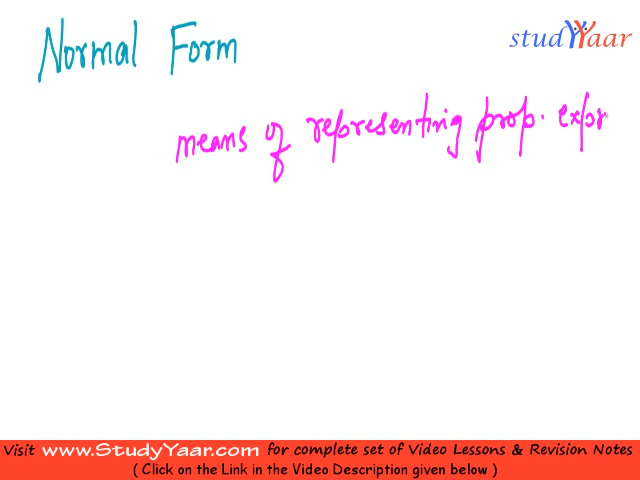 Normal Form
studYYaar
means of representing prop. expr
Visit www.StudyYaar.com for complete set of Video Lessons & Revision Notes
( Click on the Link in the Video Description given below )